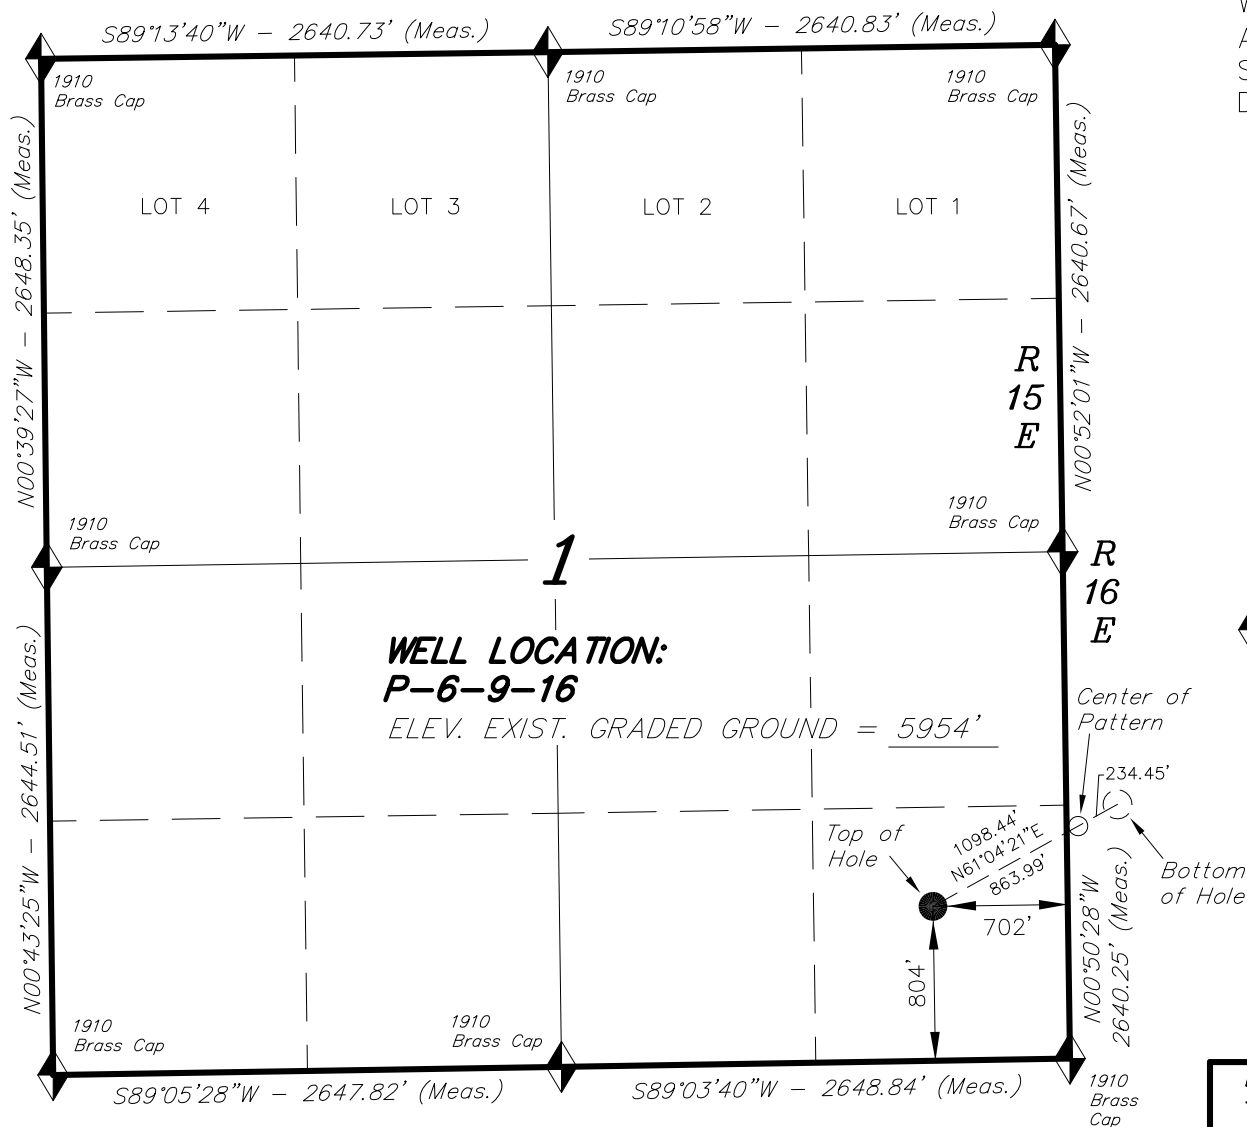 S89°13'40"W - 2640.73' (Meas.)
S89°10'58"W - 2640.83' (Meas.)
1910
Brass Cap
1910
Brass Cap
1910
Brass Cap
N00°39'27"W - 2648.35' (Meas.)
N00°52'01"W - 2640.67' (Meas.)
LOT 4
LOT 3
LOT 2
LOT 1
R
15
E
1910
Brass Cap
1910
Brass Cap
1
R
16
E
WELL LOCATION:
P-6-9-16
ELEV. EXIST. GRADED GROUND = 5954'
N00°43'25"W - 2644.51' (Meas.)
Center of
Pattern
234.45'
Top of
Hole
1098.44'
N61°04'21"E
863.99'
Bottom
of Hole
702'
804'
N00°50'28"W
2640.25' (Meas.)
1910
Brass Cap
1910
Brass Cap
S89°05'28"W - 2647.82' (Meas.)
S89°03'40"W - 2648.84' (Meas.)
1910
Brass
Cap